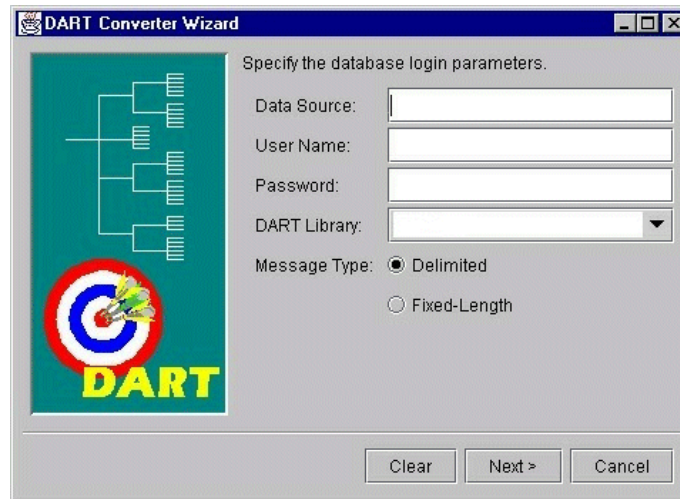 DART Converter Wizard
Specify the database login parameters.
Data Source:
User Name:
Password:
DART Library:
Message Type: Delimited
Fixed-Length
DART
Clear Next > Cancel